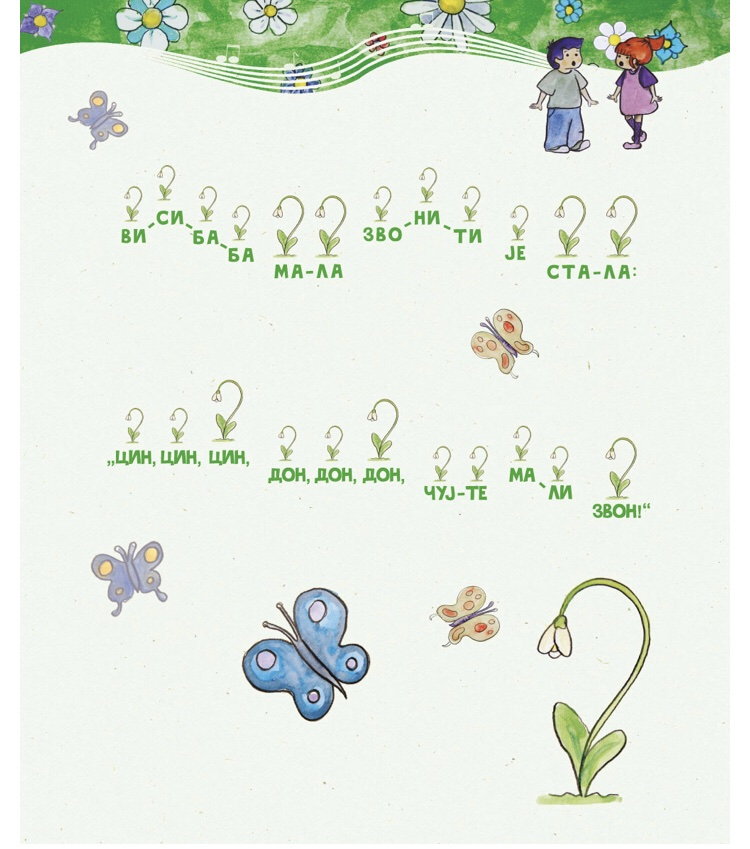 ВИ-СИ-БА-БА МА-ЛА ЗВО-НИ-ТИ ЈЕ СТА-ЛА:
„ЦИН, ЦИН, ЦИН, ДОН, ДОН, ДОН, ЧУЈ-ТЕ МА-ЛИ ЗВОН!“